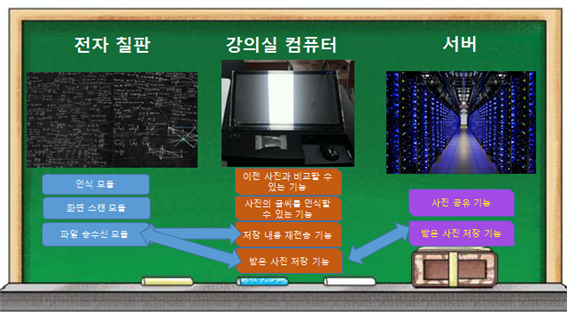 전자 칠판
강의실 컴퓨터
서버
인식 모듈
화면 스캔 모듈
파일 송수신 모듈
이전 사진과 비교할 수
있는 기능
사진의 글씨를 인식할
수 있는 기능
저장 내용 재전송 기능
받은 사진 저장 기능
사진 공유 기능
받은 사진 저장 기능